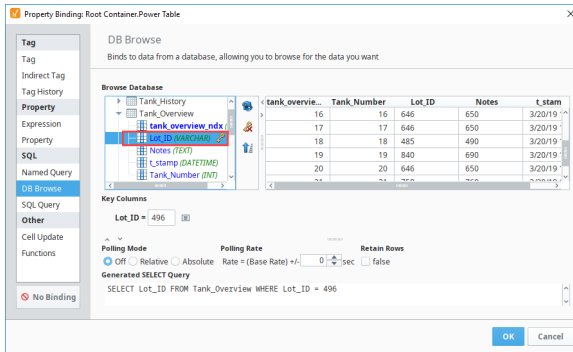 Property Binding: Root Container.Power Table
Tag
Tag
Indirect Tag
Tag History
Property
Expression
Property
SQL
Named Query
DB Browse
SQL Query
Other
Cell Update
Functions
No Binding
DB Browse
Binds to data from a database, allowing you to browse for the data you want
Browse Database
Tank_History
Tank_Overview
tank_overview_ndx
Lot_ID (VARCHAR)
Notes (TEXT)
t_stamp (DATETIME)
Tank_Number (INT)
tank_overvie... Tank_Number Lot_ID Notes t_stam
16 16 646 650 3/20/19
17 17 646 650 3/20/19
18 18 485 490 3/20/19
19 19 840 690 3/20/19
20 20 646 650 3/20/19
Key Columns
Lot_ID = 496
Polling Mode Polling Rate Retain Rows
Off Relative Absolute Rate = (Base Rate) +/- 0 sec false
Generated SELECT Query
SELECT Lot_ID FROM Tank_Overview WHERE Lot_ID = 496
OK Cancel